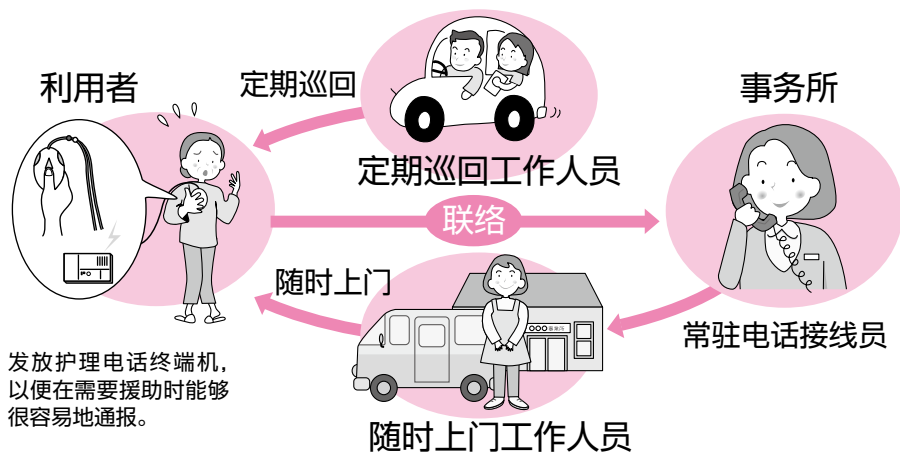 利用者
定期巡回
定期巡回工作人员
事务所
联络
随时上门
常驻电话接线员
随时上门工作人员
发放护理电话终端机，
以便在需要援助时能够
很容易地通报。